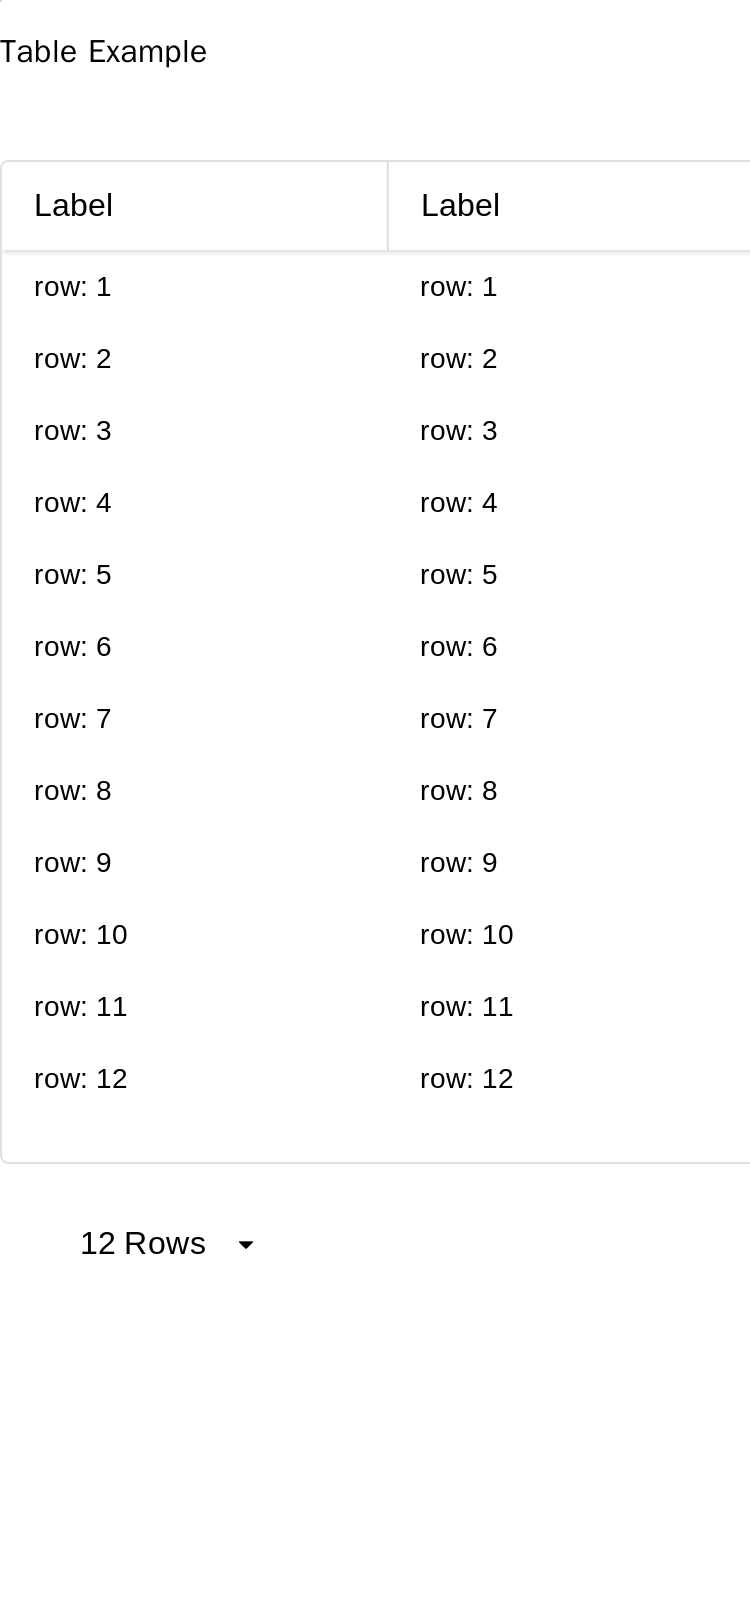 Table Example
Label Label
row: 1 row: 1
row: 2 row: 2
row: 3 row: 3
row: 4 row: 4
row: 5 row: 5
row: 6 row: 6
row: 7 row: 7
row: 8 row: 8
row: 9 row: 9
row: 10 row: 10
row: 11 row: 11
row: 12 row: 12
12 Rows